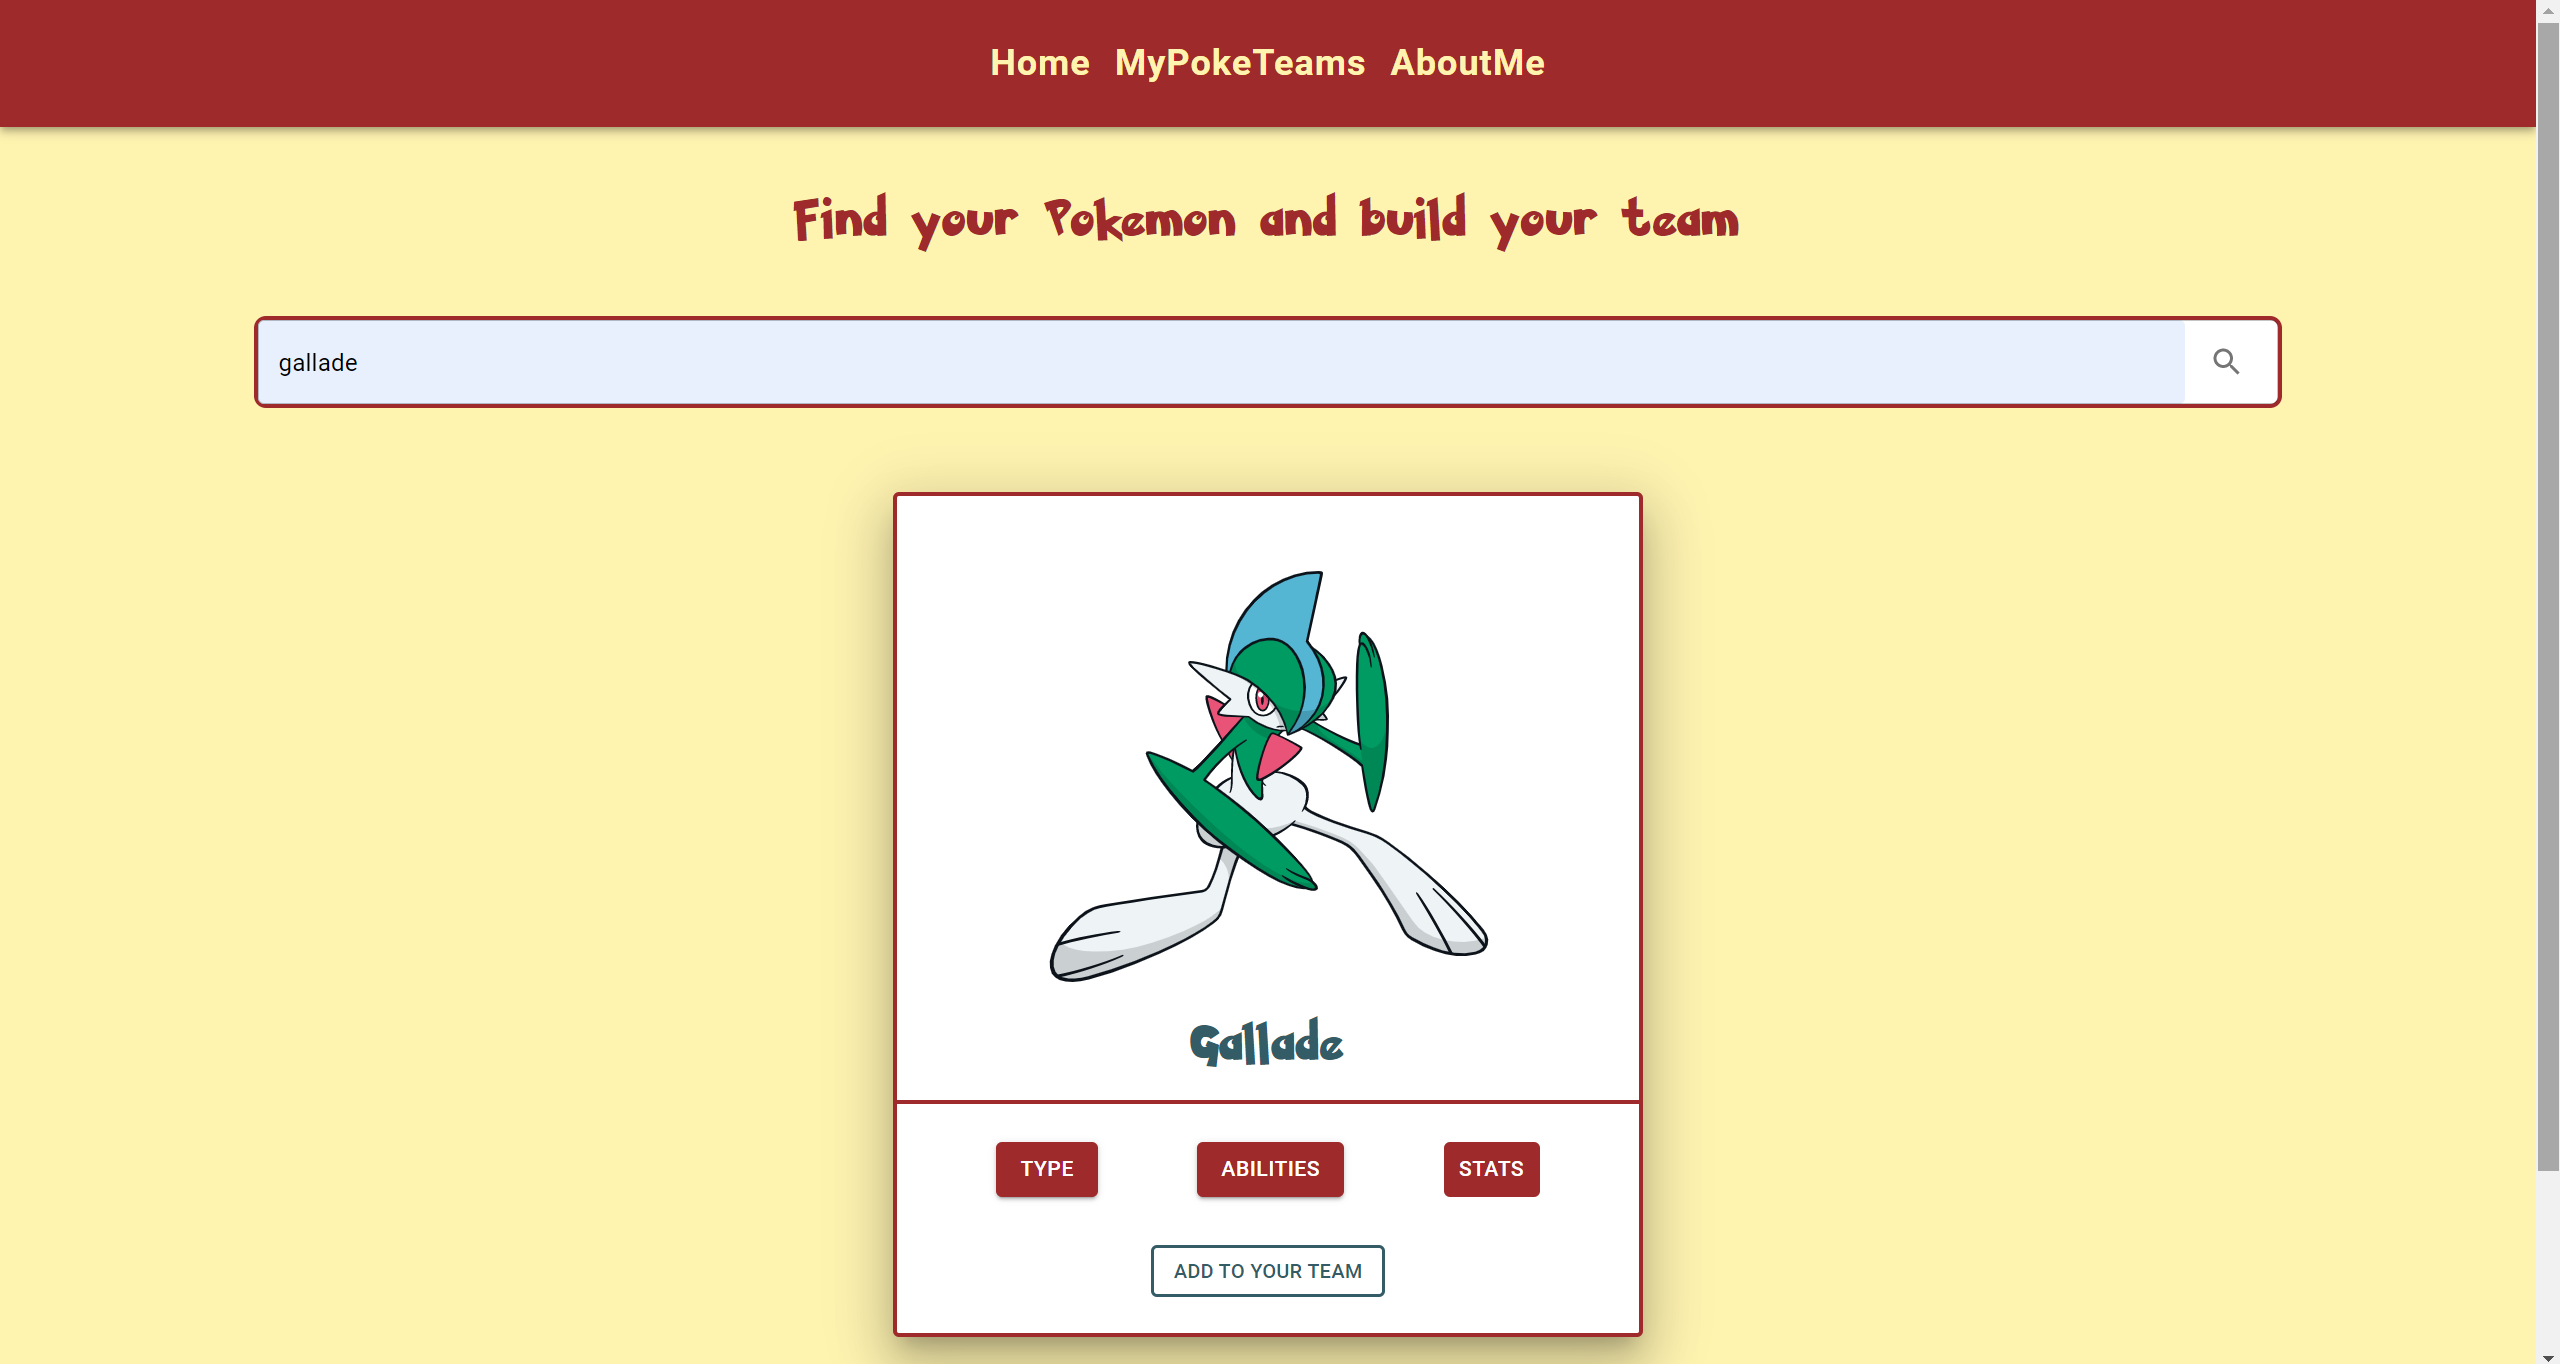 Home MyPokeTeams AboutMe
Find your Pokemon and build your team
gallade
Gallade
TYPE ABILITIES STATS
ADD TO YOUR TEAM